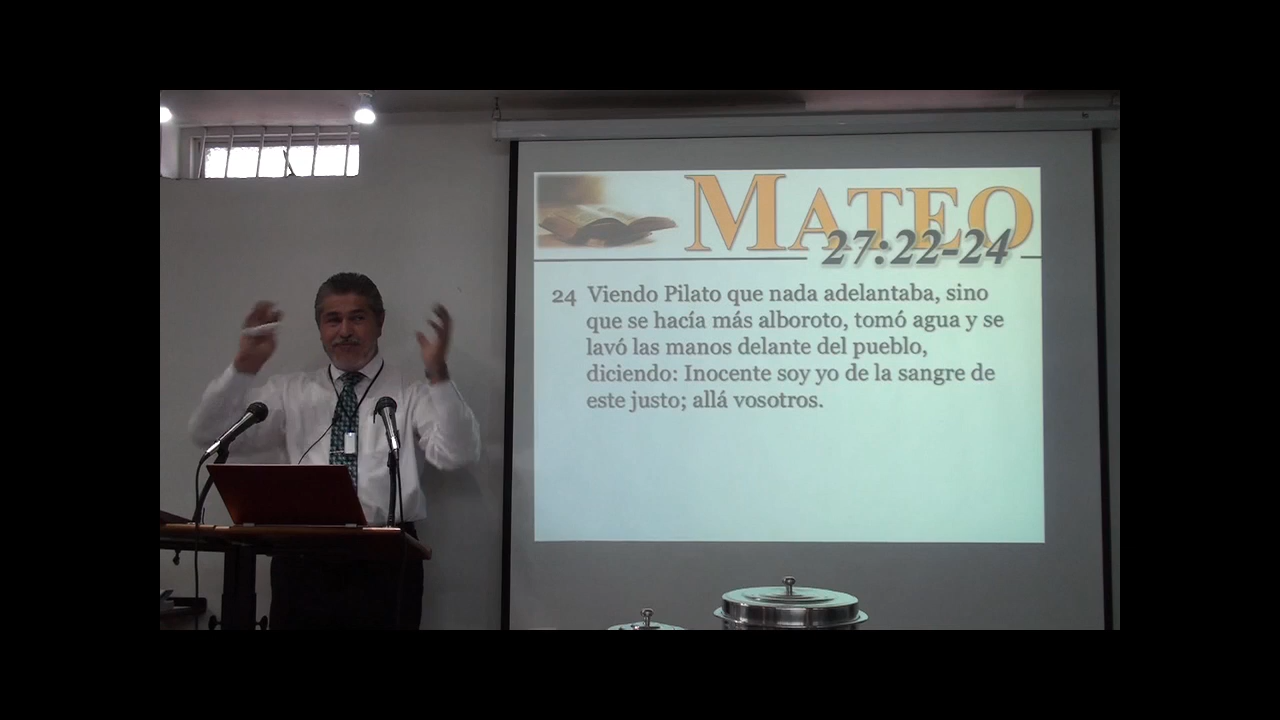 MATEO
27:22-24
24 Viendo Pilato que nada adelantaba, sino
que se hacía más alboroto, tomó agua y se
lavó las manos delante del pueblo,
diciendo: Inocente soy yo de la sangre de
este justo; allá vosotros.